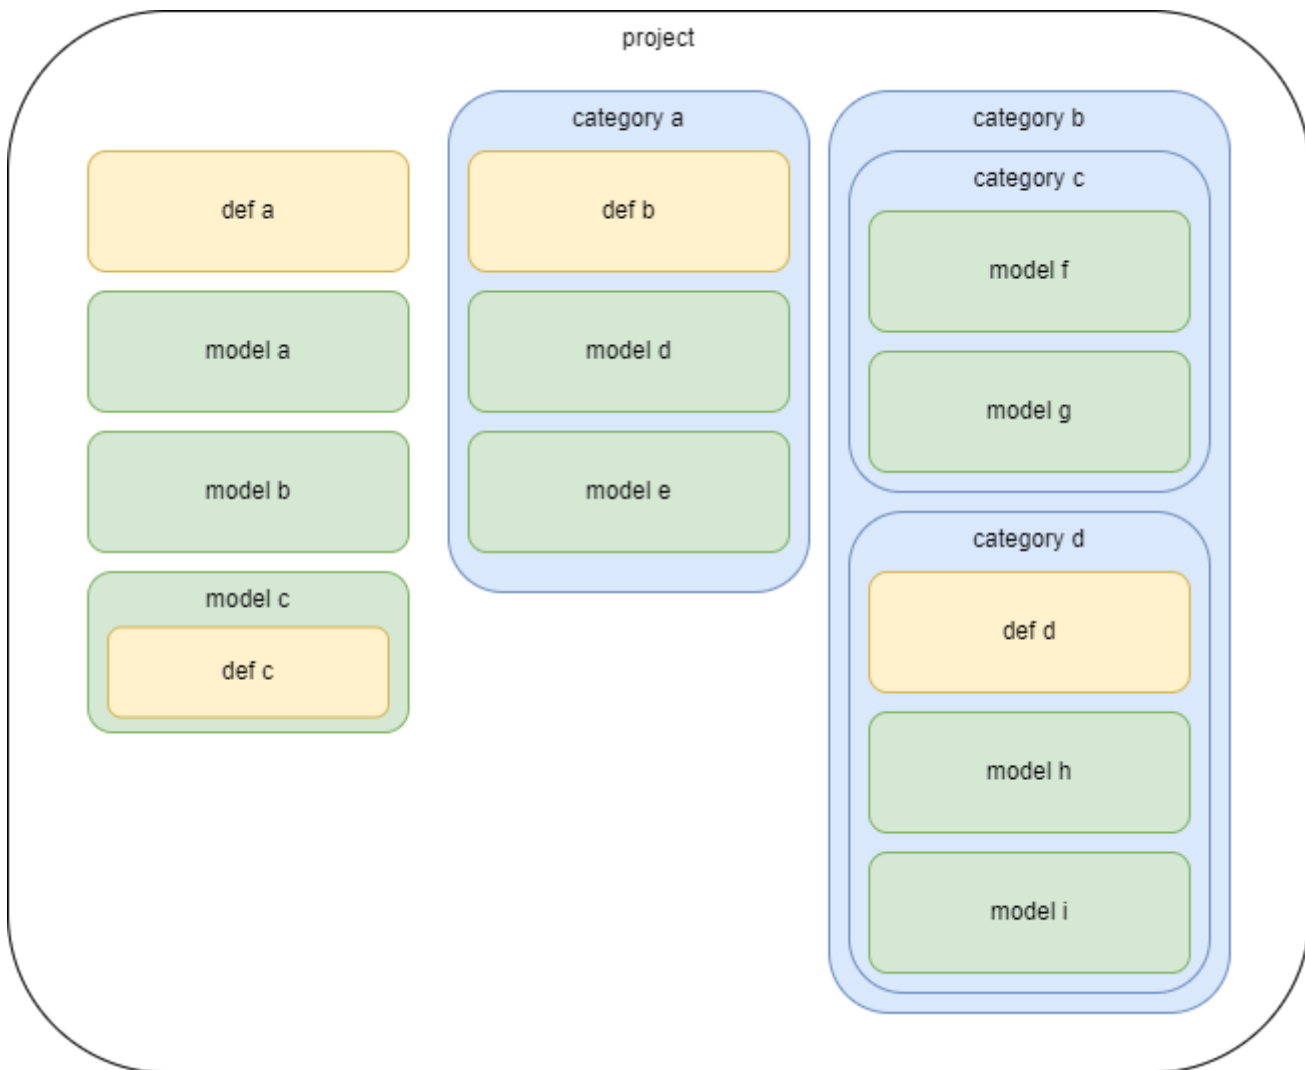 project
def a
model a
model b
model c
def c
category a
def b
model d
model e
category b
category c
model f
model g
category d
def d
model h
model i